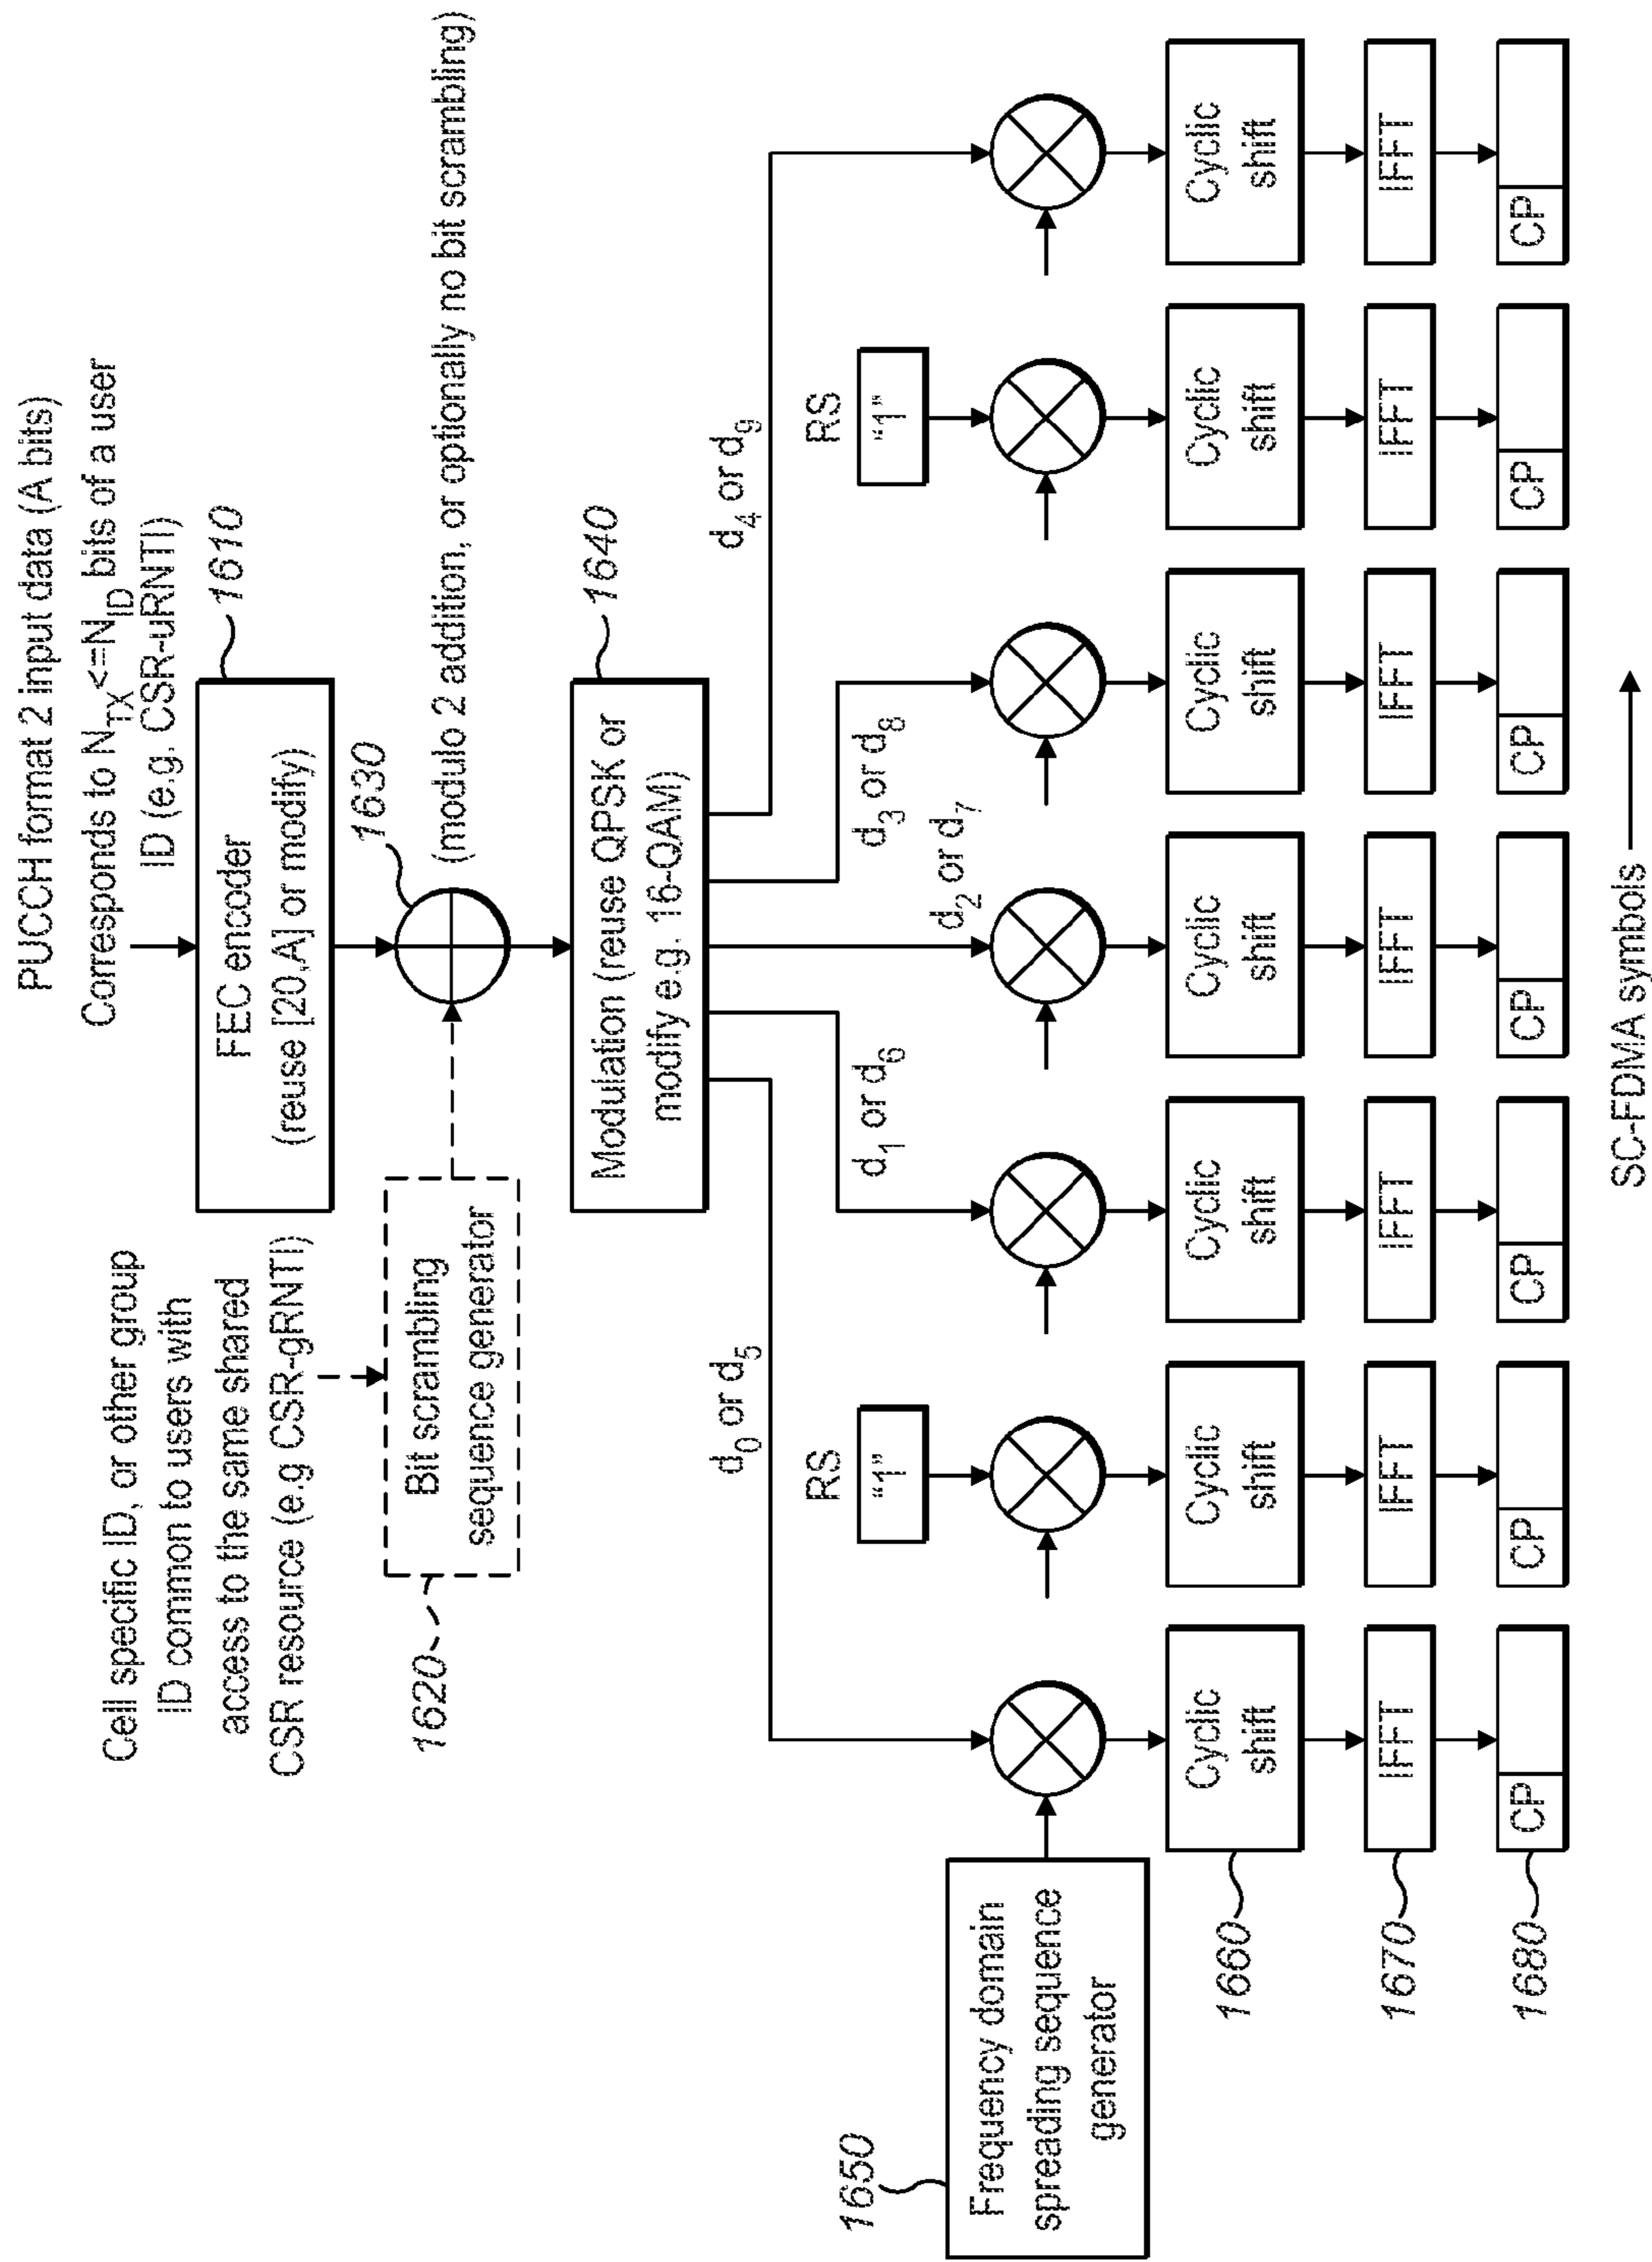 PUCCH format 2 input data (A bits)
Corresponds to N_TX <=N_ID bits of a user
ID (e.g. CSR-uRNTI)
Cell specific ID, or other group
ID common to users with
access to the same shared
CSR resource (e.g CSR-gRNTI)
FEC encoder
(reuse [20,A] or modify)
1610
1620
Bit scrambling
sequence generator
1630
(modulo 2 addition, or optionally no bit scrambling)
Modulation (reuse QPSK or
modify e.g. 16-QAM)
1640
d0 or d5
d1 or d6
d2 or d7
d3 or d8
d4 or d9
RS
"1"
RS
"1"
1650
Frequency domain
spreading sequence
generator
1660
Cyclic
shift
Cyclic
shift
Cyclic
shift
Cyclic
shift
Cyclic
shift
Cyclic
shift
Cyclic
shift
1670
IFFT
IFFT
IFFT
IFFT
IFFT
IFFT
IFFT
1680
CP
CP
CP
CP
CP
CP
CP
SC-FDMA symbols